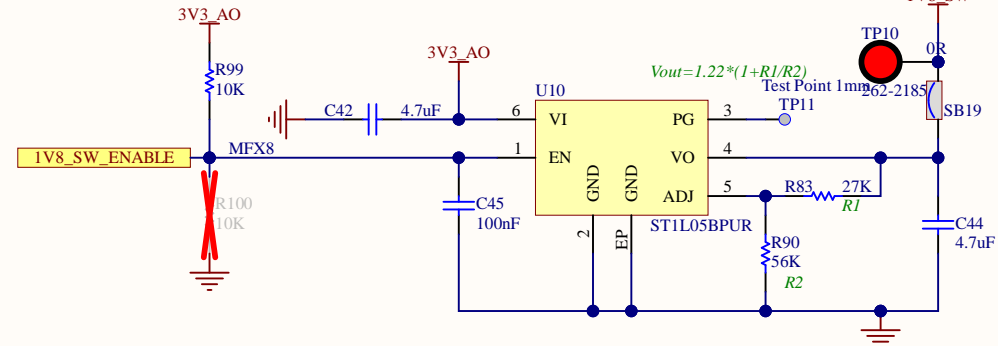 3V3_AO
TP10
3V3_AO
0R
R99
10K
Vout=1.22*(1+R1/R2)
Test Point 1mm
TP11
262-2185
SB19
U10
C42
4.7uF
6
VI
PG
3
1V8_SW_ENABLE
MFX8
1
EN
VO
4
GND
GND
ADJ
5
R83
27K
R1
R100
10K
C45
100nF
ST1L05BPUR
C44
4.7uF
2
EP
R90
56K
R2